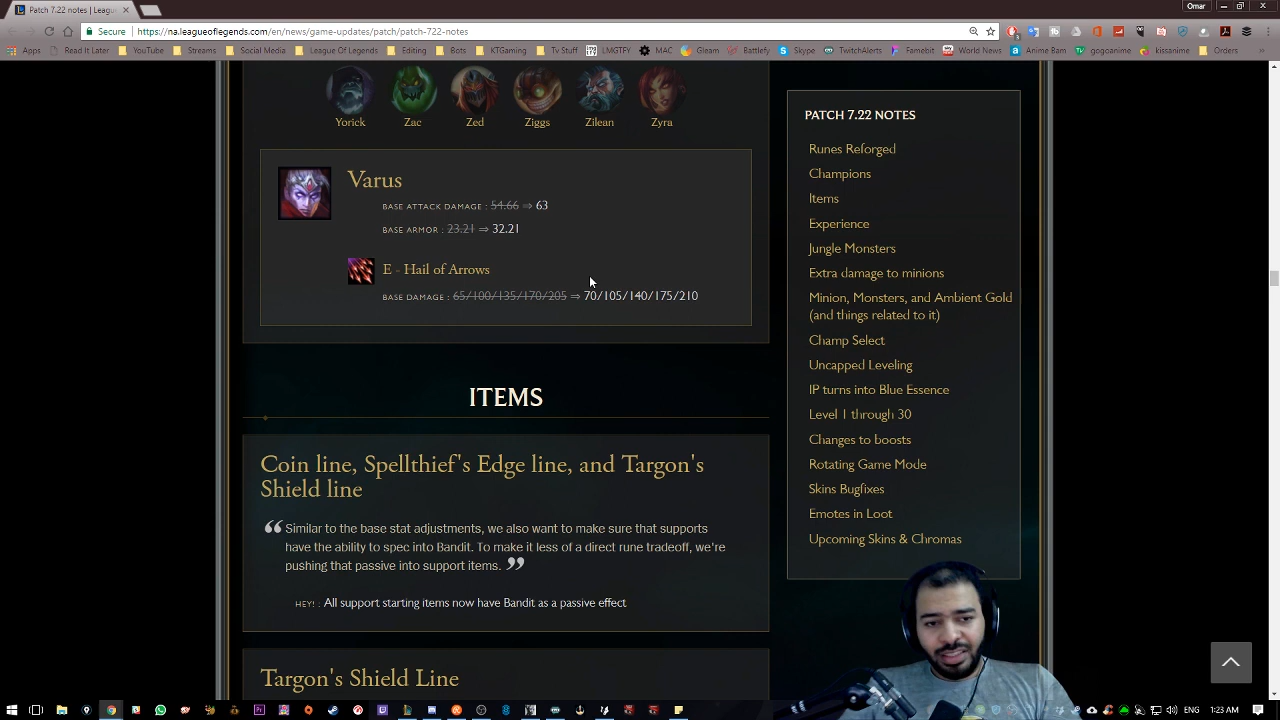 Patch 7.22 notes | Leagu
Omar
Secure | https://na.leagueoflegends.com/en/news/game-updates/patch/patch-722-notes
Apps Read It Later YouTube Streams Social Media League Of Legends Editing Bots KTGaming Tv Stuff LMGTFY MAC Gleam Battlefy Skype TwitchAlerts Famebit World News Anime Bam gogoanime kissanime Orders
Yorick Zac Zed Ziggs Zilean Zyra
Varus
BASE ATTACK DAMAGE : 54.66 ⇒ 63
BASE ARMOR : 23.21 ⇒ 32.21
E - Hail of Arrows
BASE DAMAGE : 65/100/135/170/205 ⇒ 70/105/140/175/210
ITEMS
Coin line, Spellthief's Edge line, and Targon's
Shield line
Similar to the base stat adjustments, we also want to make sure that supports
have the ability to spec into Bandit. To make it less of a direct rune tradeoff, we're
pushing that passive into support items.
HEY! : All support starting items now have Bandit as a passive effect
Targon's Shield Line
PATCH 7.22 NOTES
Runes Reforged
Champions
Items
Experience
Jungle Monsters
Extra damage to minions
Minion, Monsters, and Ambient Gold
(and things related to it)
Champ Select
Uncapped Leveling
IP turns into Blue Essence
Level 1 through 30
Changes to boosts
Rotating Game Mode
Skins Bugfixes
Emotes in Loot
Upcoming Skins & Chromas
1:23 AM